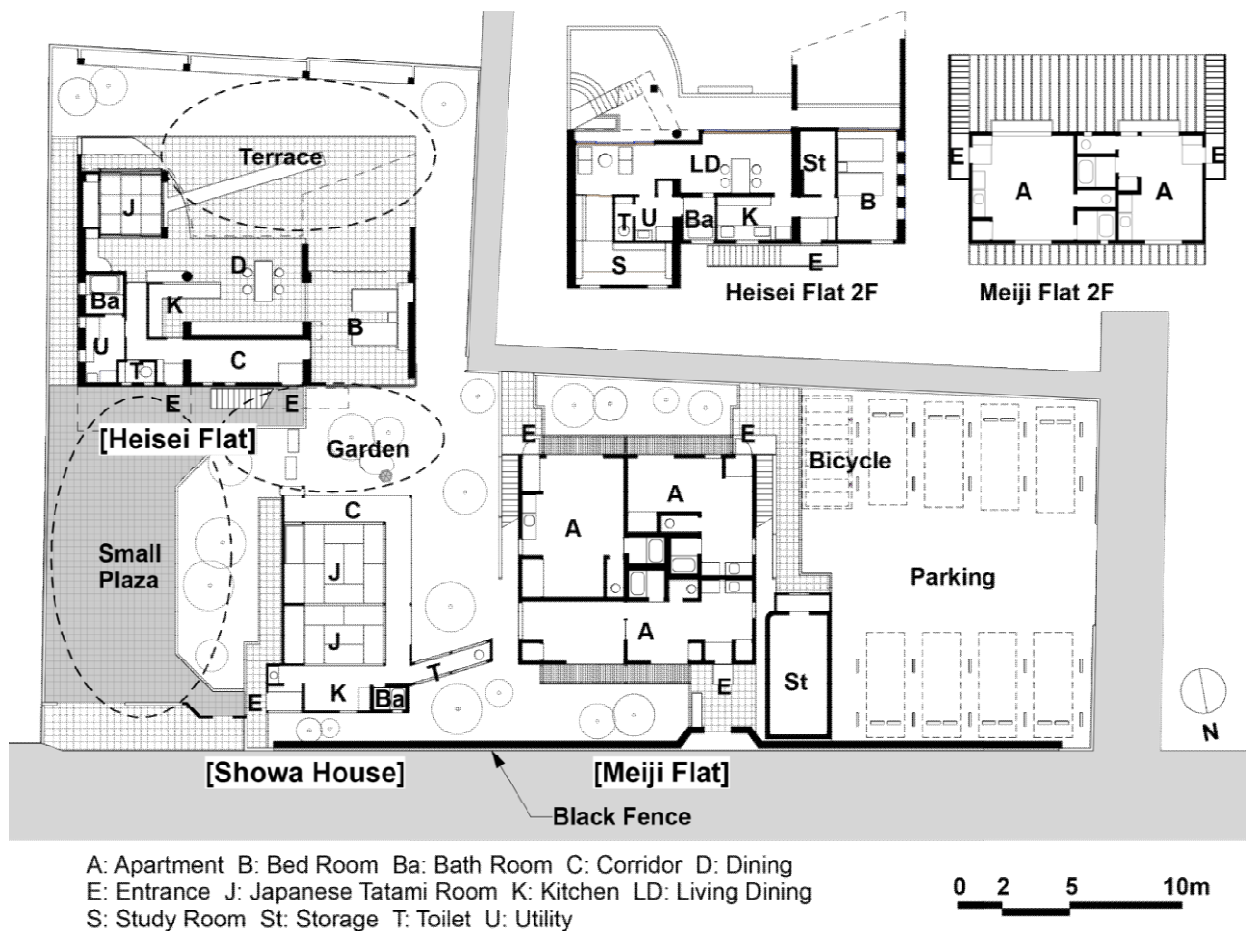 Terrace
J
D
Ba
K
B
U
T
C
E
E
[Heisei Flat]
Garden
Small
Plaza
C
J
J
T
K
Ba
E
[Showa House]
LD
St
B
T
U
Ba
K
S
E
Heisei Flat 2F
E
A
A
E
Meiji Flat 2F
E
E
A
A
A
E
St
Bicycle
Parking
[Meiji Flat]
Black Fence
N
A: Apartment B: Bed Room Ba: Bath Room C: Corridor D: Dining
E: Entrance J: Japanese Tatami Room K: Kitchen LD: Living Dining
S: Study Room St: Storage T: Toilet U: Utility
0 2 5 10m